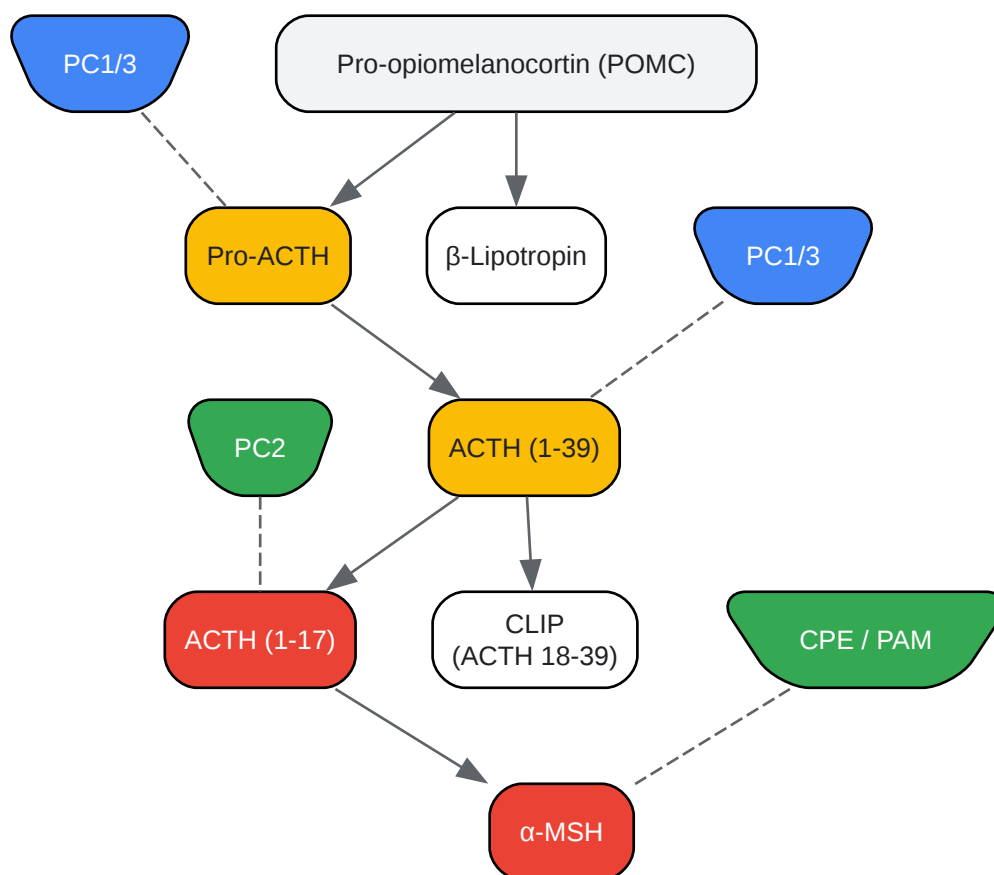 PC1/3
Pro-opiomelanocortin (POMC)
Pro-ACTH
β-Lipotropin
PC1/3
PC2
ACTH (1-39)
ACTH (1-17)
CLIP
(ACTH 18-39)
CPE / PAM
α-MSH